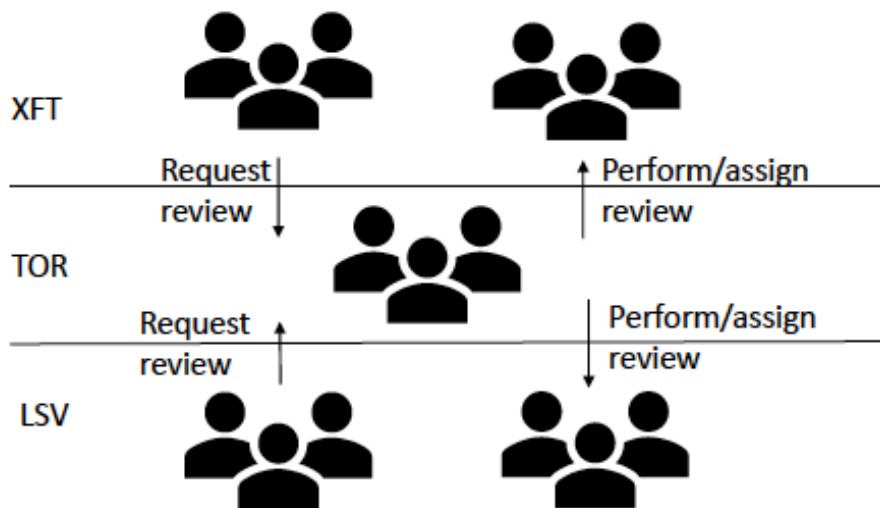 XFT
Request
review
Perform/assign
review
TOR
Request
review
Perform/assign
review
LSV